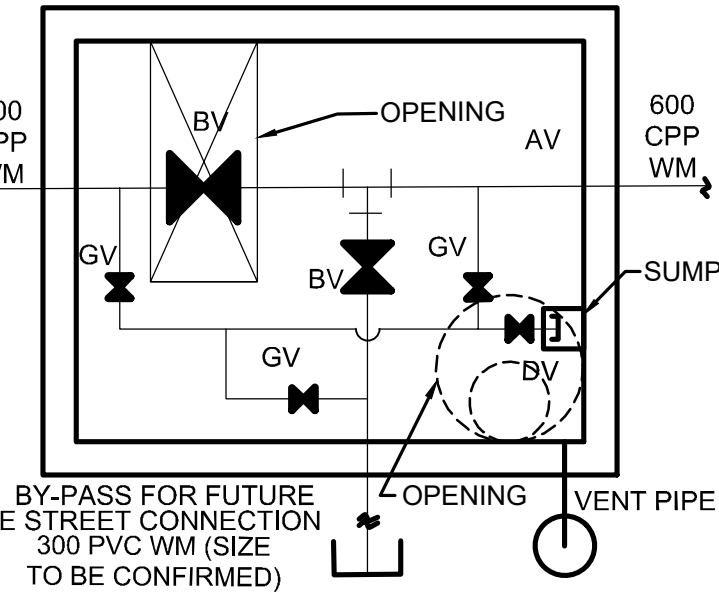 BV
OPENING
AV
600
CPP
WM
GV
BV
GV
SUMP
GV
DV
BY-PASS FOR FUTURE
STREET CONNECTION
300 PVC WM (SIZE
TO BE CONFIRMED)
OPENING
VENT PIPE